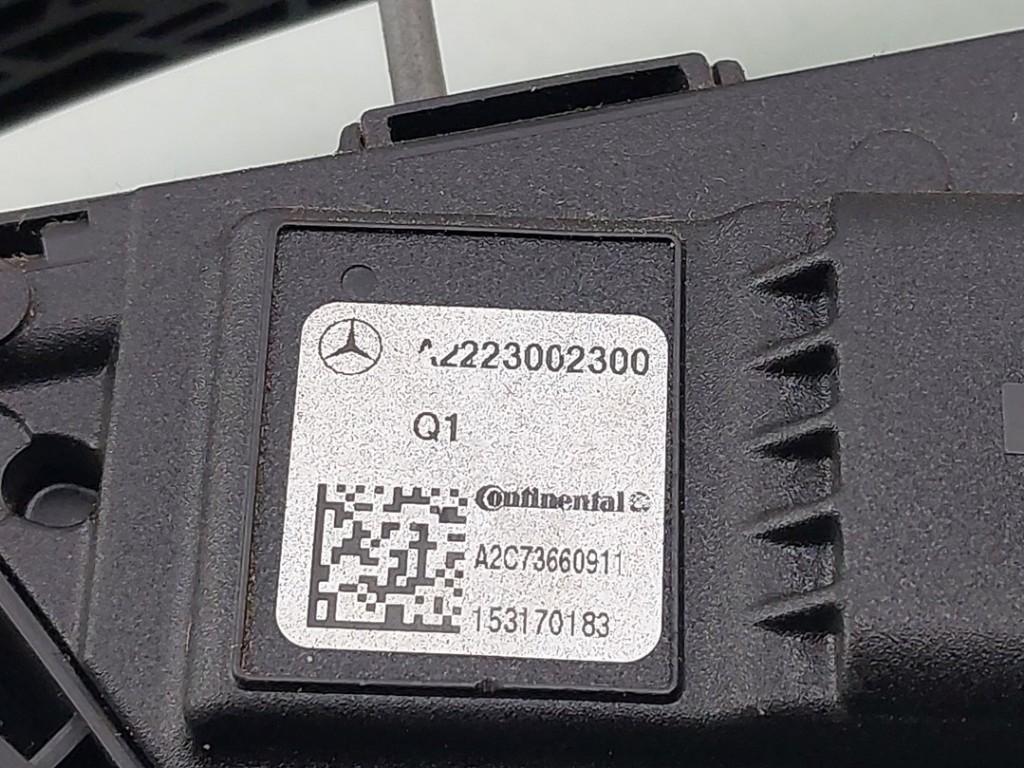 A2223002300
Q1
Continental
A2C73660911
153170183